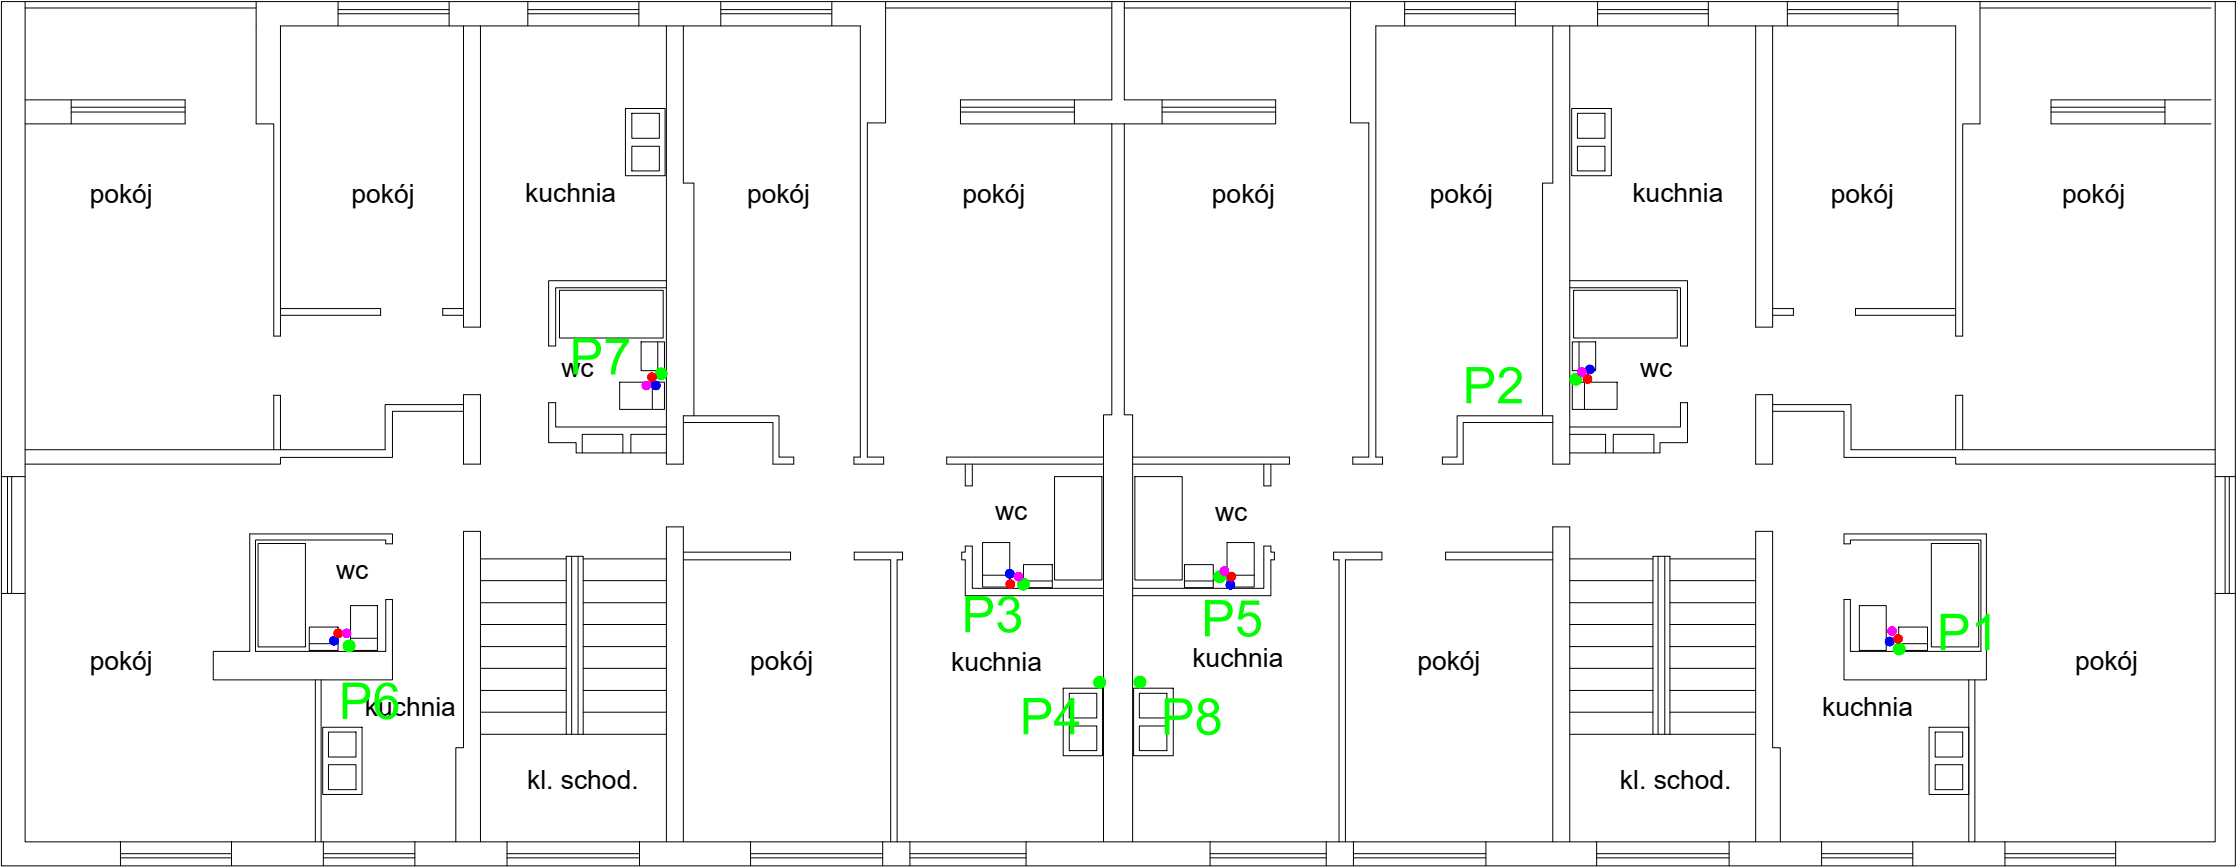 pokój
pokój
kuchnia
pokój
pokój
pokój
pokój
kuchnia
pokój
pokój
P7
wc
P2
wc
wc
wc
wc
P3
P5
P1
pokój
pokój
kuchnia
kuchnia
pokój
pokój
P6
kuchnia
P4
P8
kuchnia
kl. schod.
kl. schod.